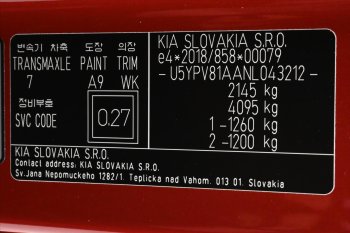 변속기 차축 도장 의장
TRANSMAXLE PAINT TRIM
7 A9 WK
정비부호
SVC CODE 0.27
KIA SLOVAKIA S.R.O.
e4*2018/858*00079
- U5YPV81AANL043212 -
2145 kg
4095 kg
1 -1260 kg
2 -1200 kg
KIA SLOVAKIA S.R.O.
Contact address: KIA SLOVAKIA S.R.O.
Sv.Jana Nepomuckeho 1282/1. Teplicka nad Vahom. 013 01. Slovakia